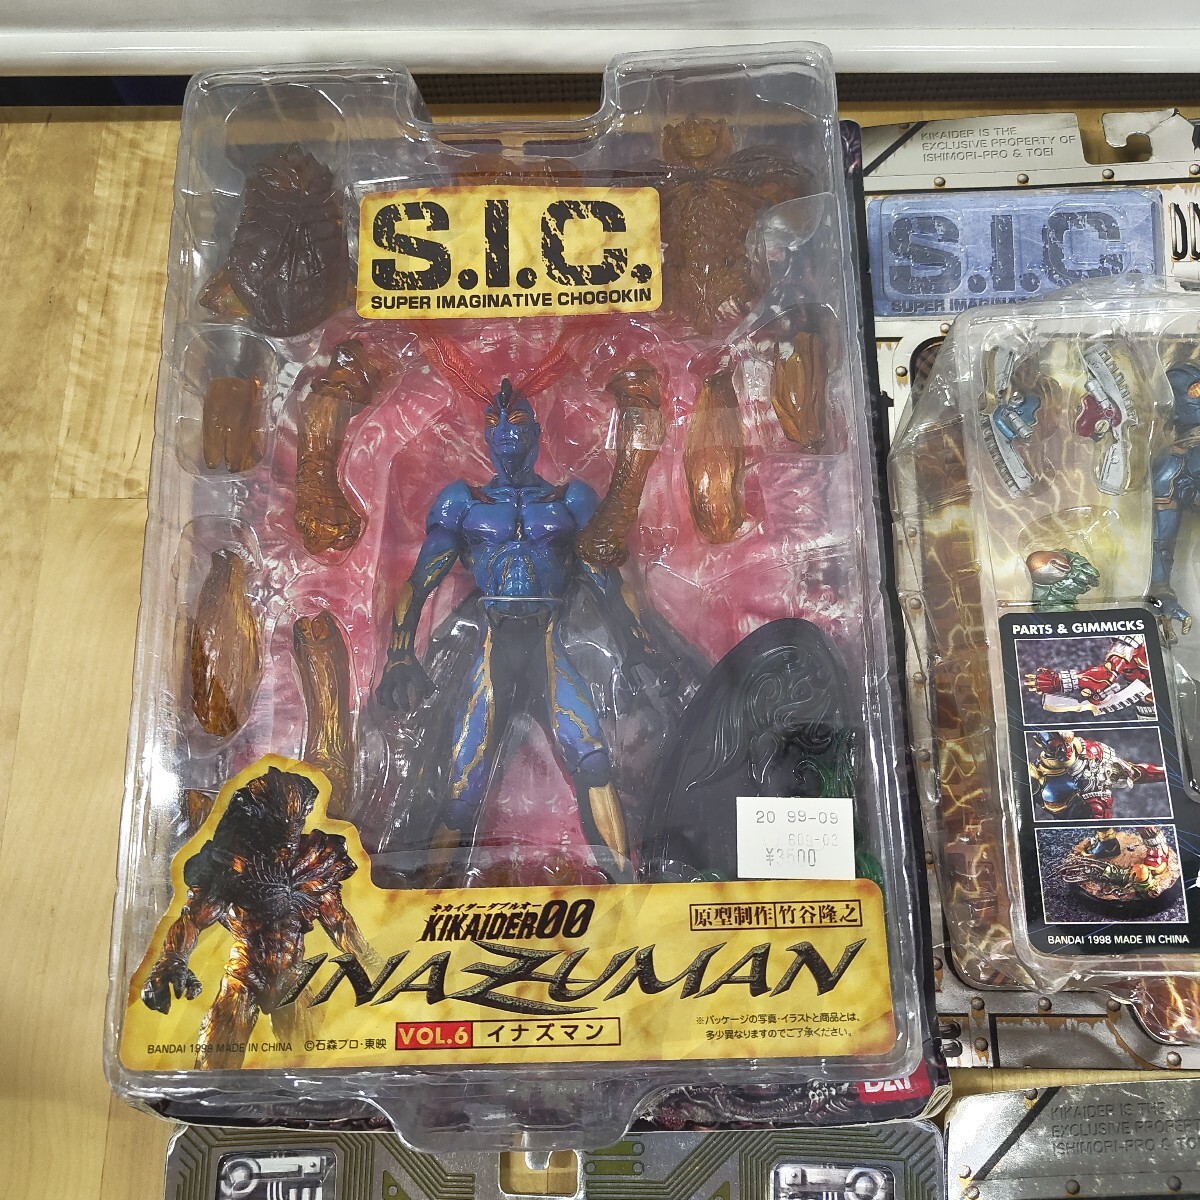 S.I.C.
SUPER IMAGINATIVE CHOGOKIN
20 99-09
609-03
¥3500
キカイダーダブルオー
KIKAIDER00
原型制作 竹谷隆之
INAZUMAN
VOL.6 イナズマン
※パッケージの写真・イラストと商品とは、
多少異なりますのでご了承ください。
BANDAI 1998 MADE IN CHINA ©石森プロ・東映
KIKAIDER IS THE
EXCLUSIVE PROPERTY OF
ISHIMORI-PRO & TOEI
S.I.C
SUPER IMAGINAT
PARTS & GIMMICKS
BANDAI 1998 MADE IN CHINA
KIKAIDER IS THE
EXCLUSIVE PROPERTY
ISHIMORI-PRO & TOEI